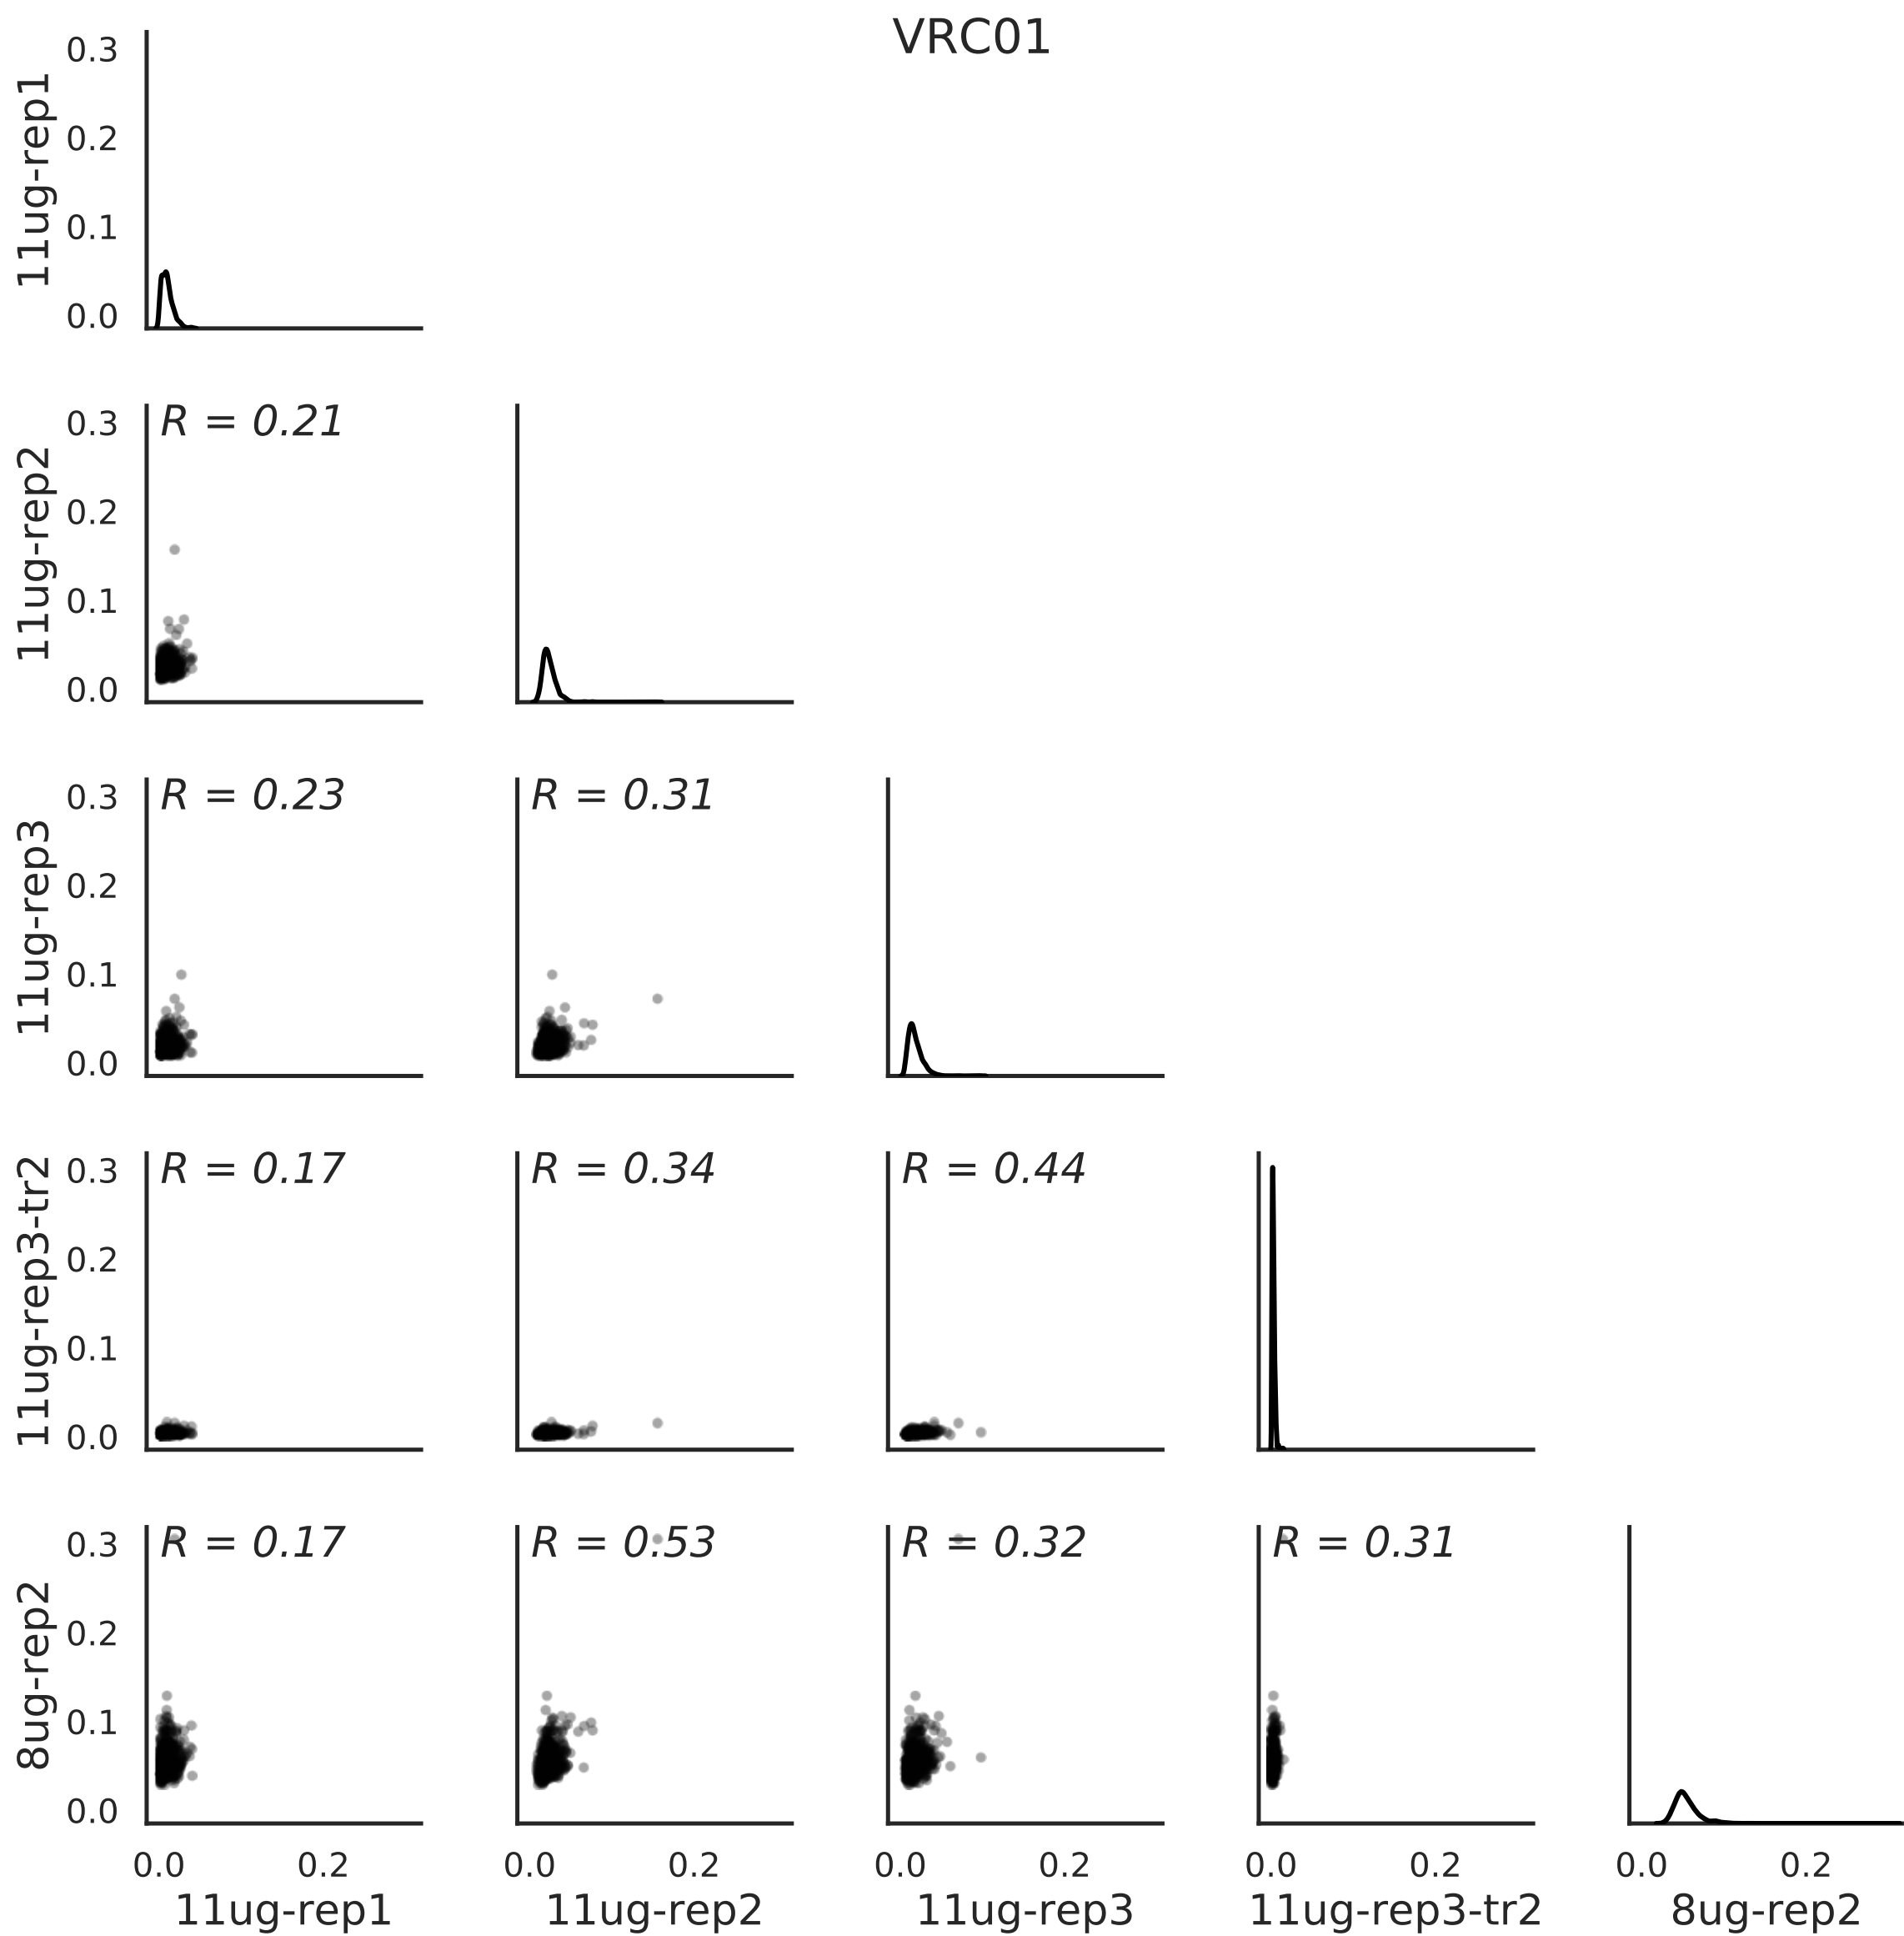 VRC01
11ug-rep1
0.3
0.2
0.1
0.0
11ug-rep2
0.3
0.2
0.1
0.0
R = 0.21
11ug-rep3
0.3
0.2
0.1
0.0
R = 0.23
R = 0.31
11ug-rep3-tr2
0.3
0.2
0.1
0.0
R = 0.17
R = 0.34
R = 0.44
8ug-rep2
0.3
0.2
0.1
0.0
R = 0.17
R = 0.53
R = 0.32
R = 0.31
0.0 0.2 0.0 0.2 0.0 0.2 0.0 0.2 0.0 0.2
11ug-rep1 11ug-rep2 11ug-rep3 11ug-rep3-tr2 8ug-rep2